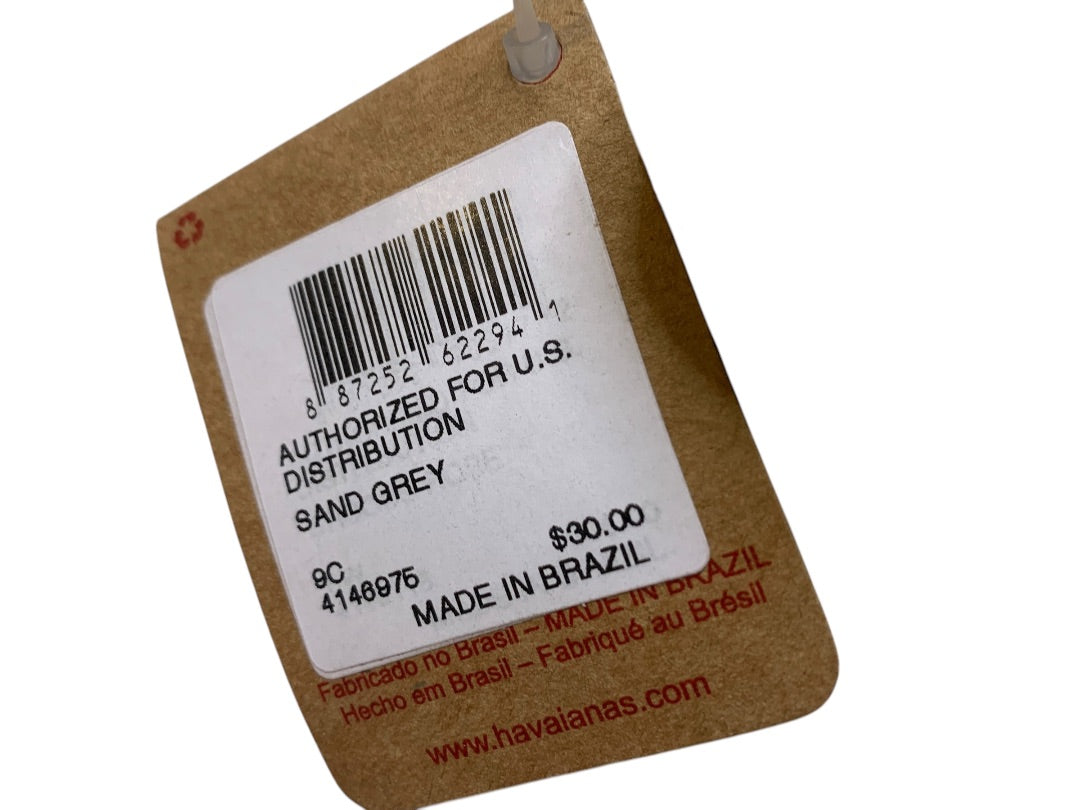 8 87252 62294 1
AUTHORIZED FOR U.S.
DISTRIBUTION
SAND GREY
$30.00
9C
4146975
MADE IN BRAZIL
Fabricado no Brasil – MADE IN BRAZIL
Hecho em Brasil – Fabriqué au Brésil
www.havaianas.com